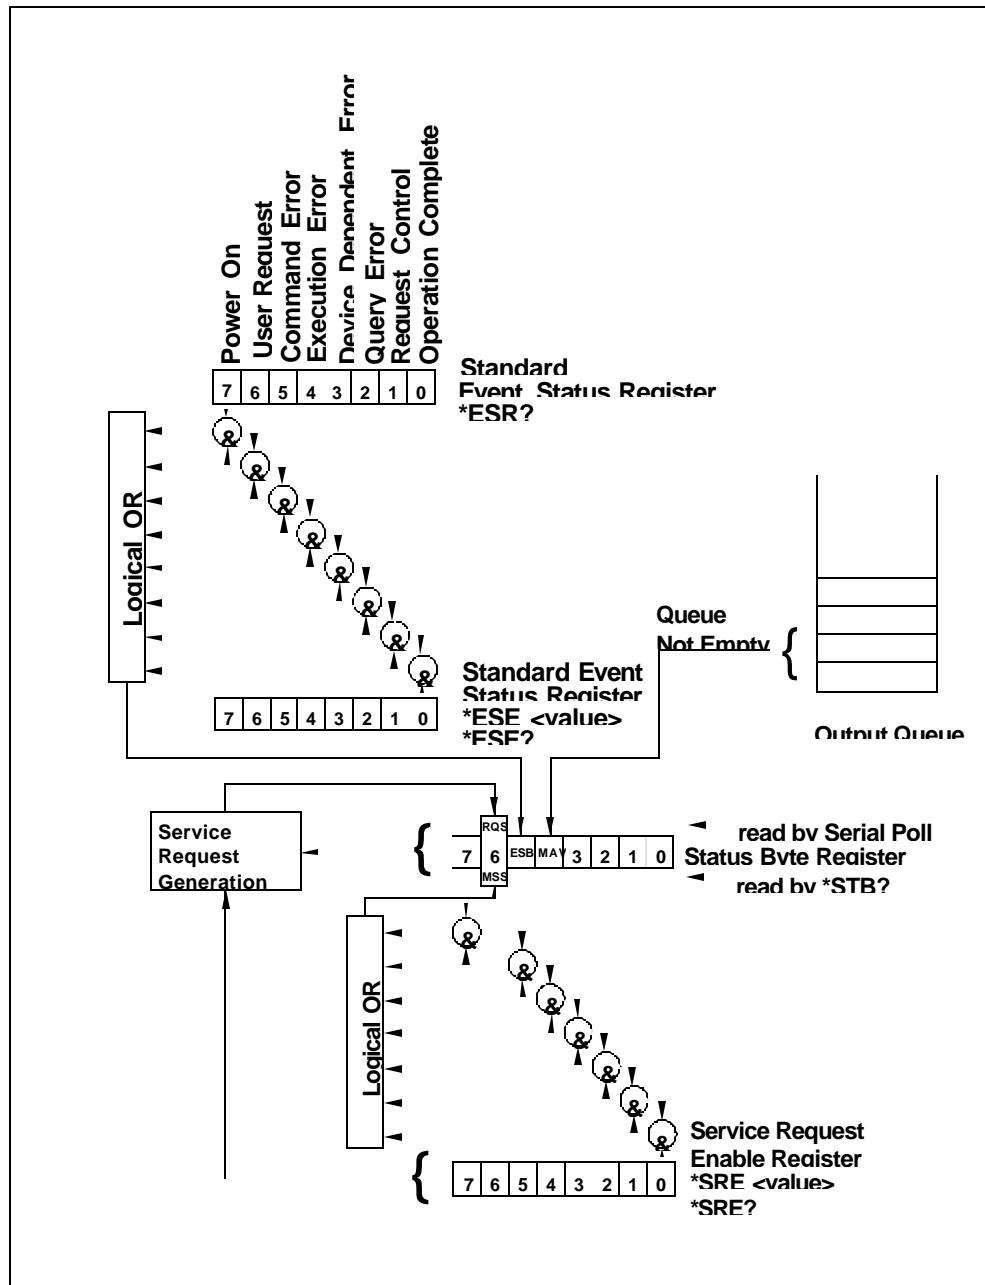 Power On
User Request
Command Error
Execution Error
Device Dependent Error
Query Error
Request Control
Operation Complete
7 6 5 4 3 2 1 0
Standard
Event Status Register
*ESR?
&
&
&
&
&
&
&
&
Logical OR
Queue
Not Empty
{
Standard Event
Status Register
*ESE <value>
*ESE?
7 6 5 4 3 2 1 0
Output Queue
Service
Request
Generation
{
RQS
7 6 ESB MAV 3 2 1 0
MSS
read by Serial Poll
Status Byte Register
read by *STB?
&
&
&
&
&
&
&
Logical OR
{
7 6 5 4 3 2 1 0
Service Request
Enable Register
*SRE <value>
*SRE?